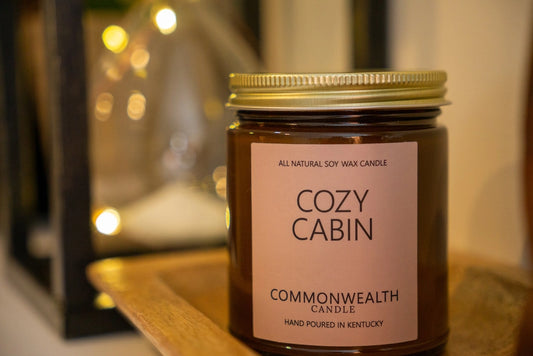 ALL NATURAL SOY WAX CANDLE
COZY
CABIN
COMMONWEALTH
CANDLE
HAND POURED IN KENTUCKY